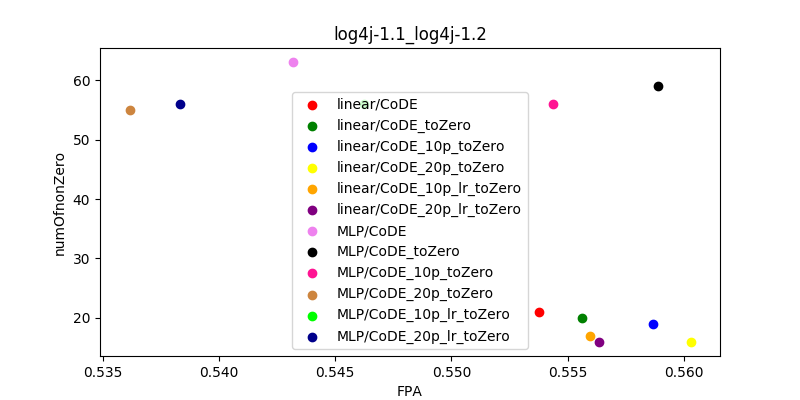 log4j-1.1_log4j-1.2
numOfnonZero
60
50
40
30
20
linear/CoDE
linear/CoDE_toZero
linear/CoDE_10p_toZero
linear/CoDE_20p_toZero
linear/CoDE_10p_lr_toZero
linear/CoDE_20p_lr_toZero
MLP/CoDE
MLP/CoDE_toZero
MLP/CoDE_10p_toZero
MLP/CoDE_20p_toZero
MLP/CoDE_10p_lr_toZero
MLP/CoDE_20p_lr_toZero
0.535 0.540 0.545 0.550 0.555 0.560
FPA